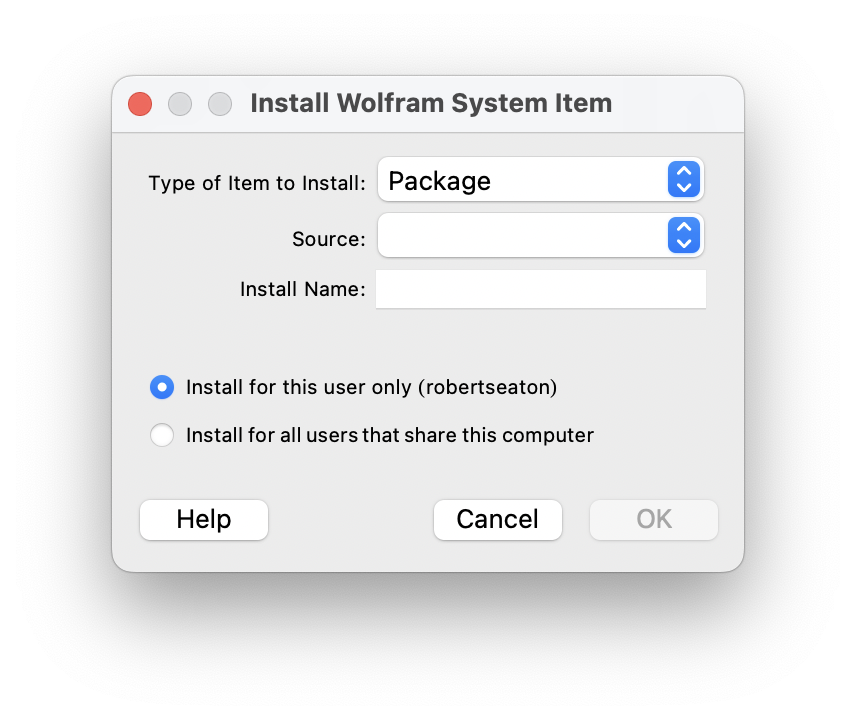 Install Wolfram System Item
Type of Item to Install: Package
Source:
Install Name:
Install for this user only (robertseaton)
Install for all users that share this computer
Help Cancel OK